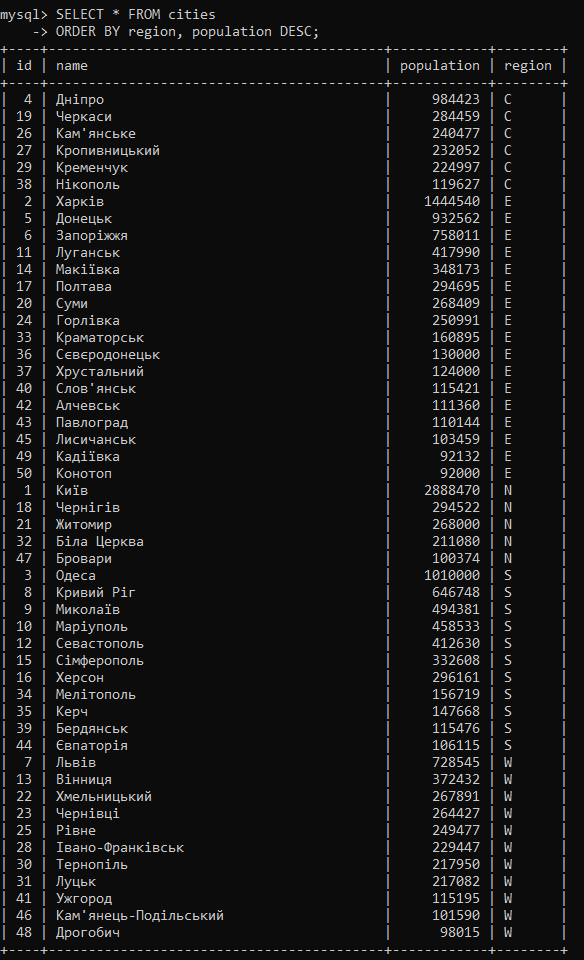 mysql> SELECT * FROM cities
    -> ORDER BY region, population DESC;
+----+------------------------------------------+------------+--------+
| id | name                                     | population | region |
+----+------------------------------------------+------------+--------+
|  4 | Дніпро                                   |     984423 | C      |
| 19 | Черкаси                                  |     284459 | C      |
| 26 | Кам'янське                               |     240477 | C      |
| 27 | Кропивницький                            |     232052 | C      |
| 29 | Кременчук                                |     224997 | C      |
| 38 | Нікополь                                 |     119627 | C      |
|  2 | Харків                                   |    1444540 | E      |
|  5 | Донецьк                                  |     932562 | E      |
|  6 | Запоріжжя                                |     758011 | E      |
| 11 | Луганськ                                 |     417990 | E      |
| 14 | Макіївка                                 |     348173 | E      |
| 17 | Полтава                                  |     294695 | E      |
| 20 | Суми                                     |     268409 | E      |
| 24 | Горлівка                                 |     250991 | E      |
| 33 | Краматорськ                              |     160895 | E      |
| 36 | Сєвєродонецьк                            |     130000 | E      |
| 37 | Хрустальний                              |     124000 | E      |
| 40 | Слов'янськ                               |     115421 | E      |
| 42 | Алчевськ                                 |     111360 | E      |
| 43 | Павлоград                                |     110144 | E      |
| 45 | Лисичанськ                               |     103459 | E      |
| 49 | Кадіївка                                 |      92132 | E      |
| 50 | Конотоп                                  |      92000 | E      |
|  1 | Київ                                     |    2888470 | N      |
| 18 | Чернігів                                 |     294522 | N      |
| 21 | Житомир                                  |     268000 | N      |
| 32 | Біла Церква                              |     211080 | N      |
| 47 | Бровари                                  |     100374 | N      |
|  3 | Одеса                                    |    1010000 | S      |
|  8 | Кривий Ріг                               |     646748 | S      |
|  9 | Миколаїв                                 |     494381 | S      |
| 10 | Маріуполь                                |     458533 | S      |
| 12 | Севастополь                              |     412630 | S      |
| 15 | Сімферополь                              |     332608 | S      |
| 16 | Херсон                                   |     296161 | S      |
| 34 | Мелітополь                               |     156719 | S      |
| 35 | Керч                                     |     147668 | S      |
| 39 | Бердянськ                                |     115476 | S      |
| 44 | Євпаторія                                |     106115 | S      |
|  7 | Львів                                    |     728545 | W      |
| 13 | Вінниця                                  |     372432 | W      |
| 22 | Хмельницький                             |     267891 | W      |
| 23 | Чернівці                                 |     264427 | W      |
| 25 | Рівне                                    |     249477 | W      |
| 28 | Івано-Франківськ                         |     229447 | W      |
| 30 | Тернопіль                                |     217950 | W      |
| 31 | Луцьк                                    |     217082 | W      |
| 41 | Ужгород                                  |     115195 | W      |
| 46 | Кам'янець-Подільський                    |     101590 | W      |
| 48 | Дрогобич                                 |      98015 | W      |
+----+------------------------------------------+------------+--------+